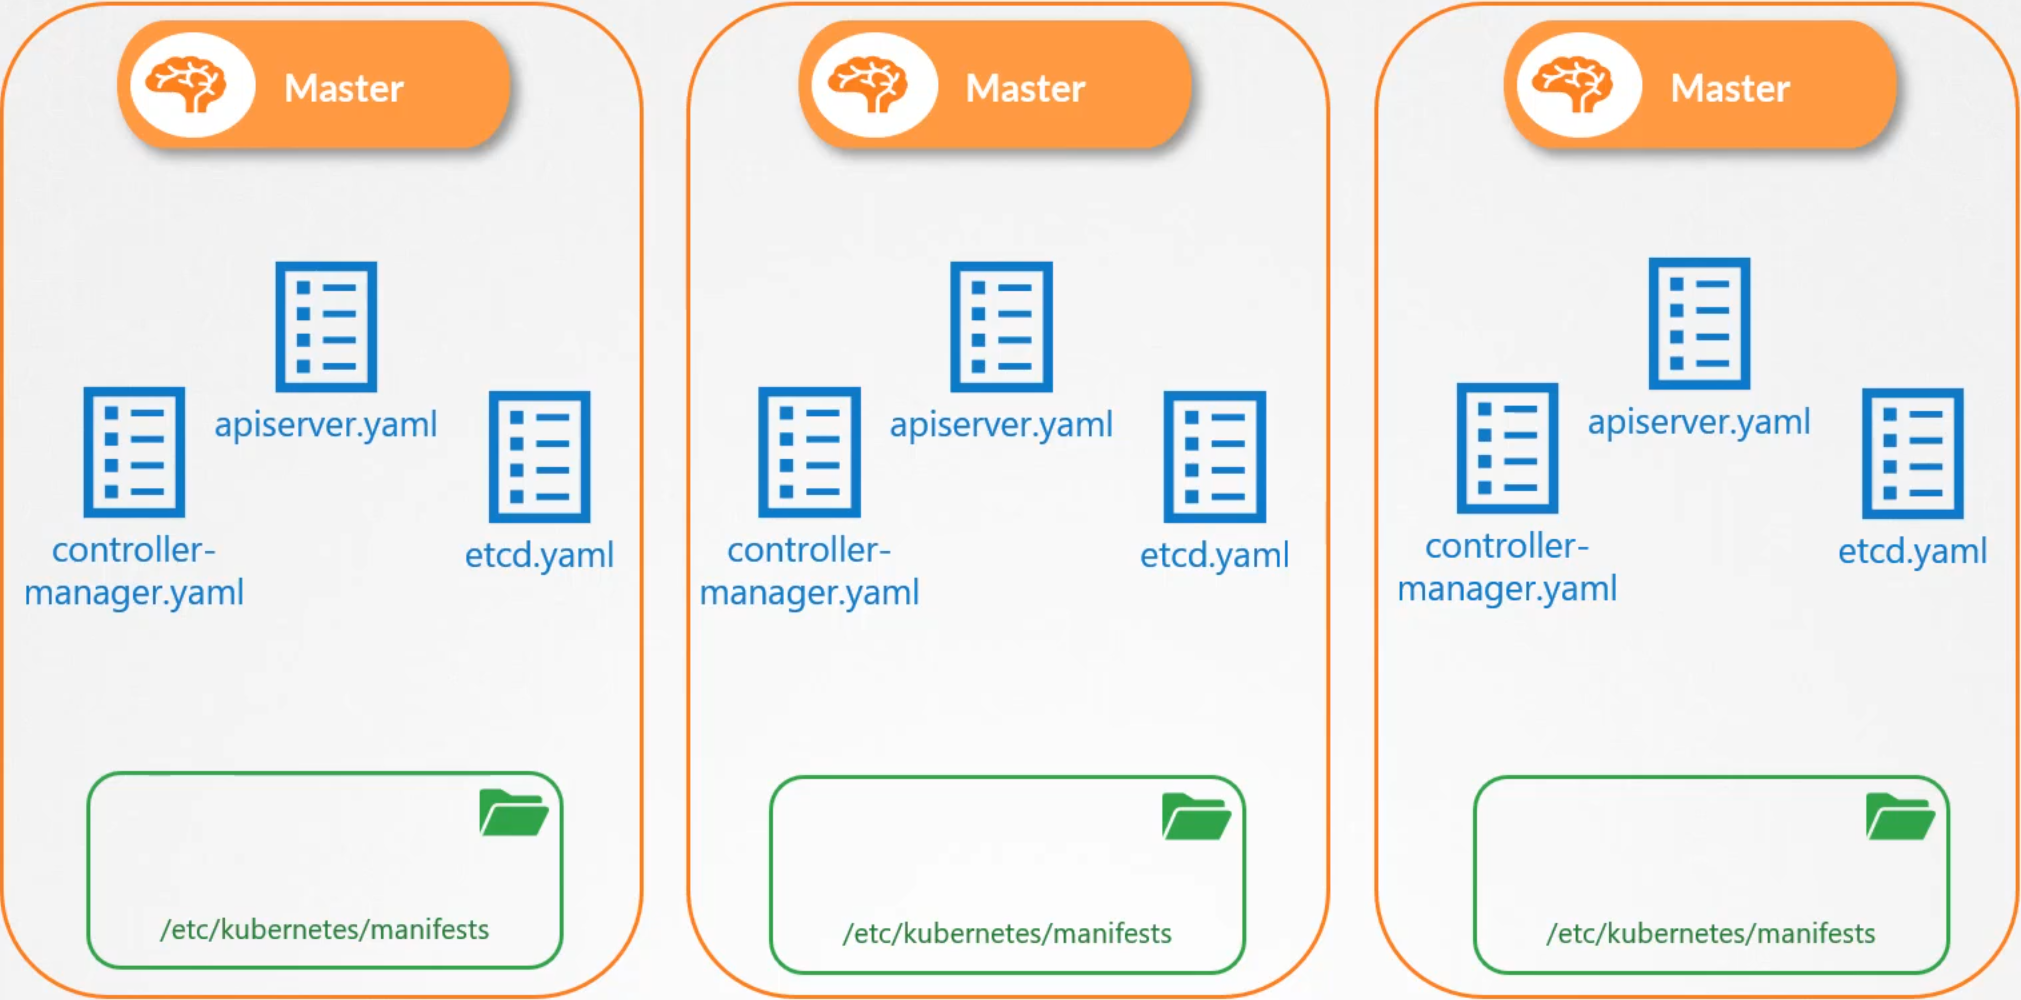 Master
apiserver.yaml
controller-
manager.yaml
etcd.yaml
/etc/kubernetes/manifests
Master
apiserver.yaml
controller-
manager.yaml
etcd.yaml
/etc/kubernetes/manifests
Master
apiserver.yaml
controller-
manager.yaml
etcd.yaml
/etc/kubernetes/manifests